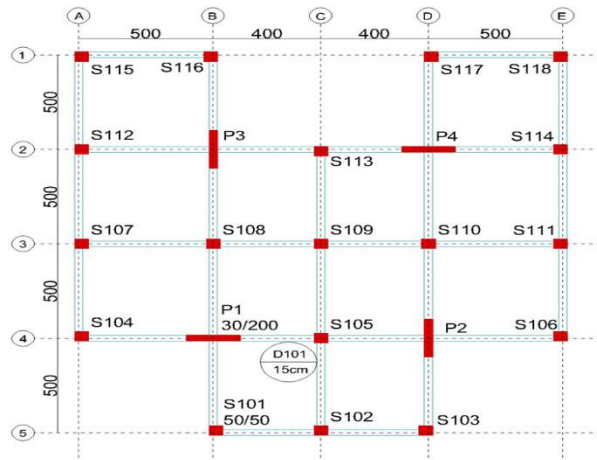 A B C D E
500 400 400 500
1
S115 S116 S117 S118
500
S112 P3 P4 S114
2
S113
500
S107 S108 S109 S110 S111
3
500
P1
S104 30/200 S105 P2 S106
4
D101
15cm
500
S101
50/50 S102 S103
5